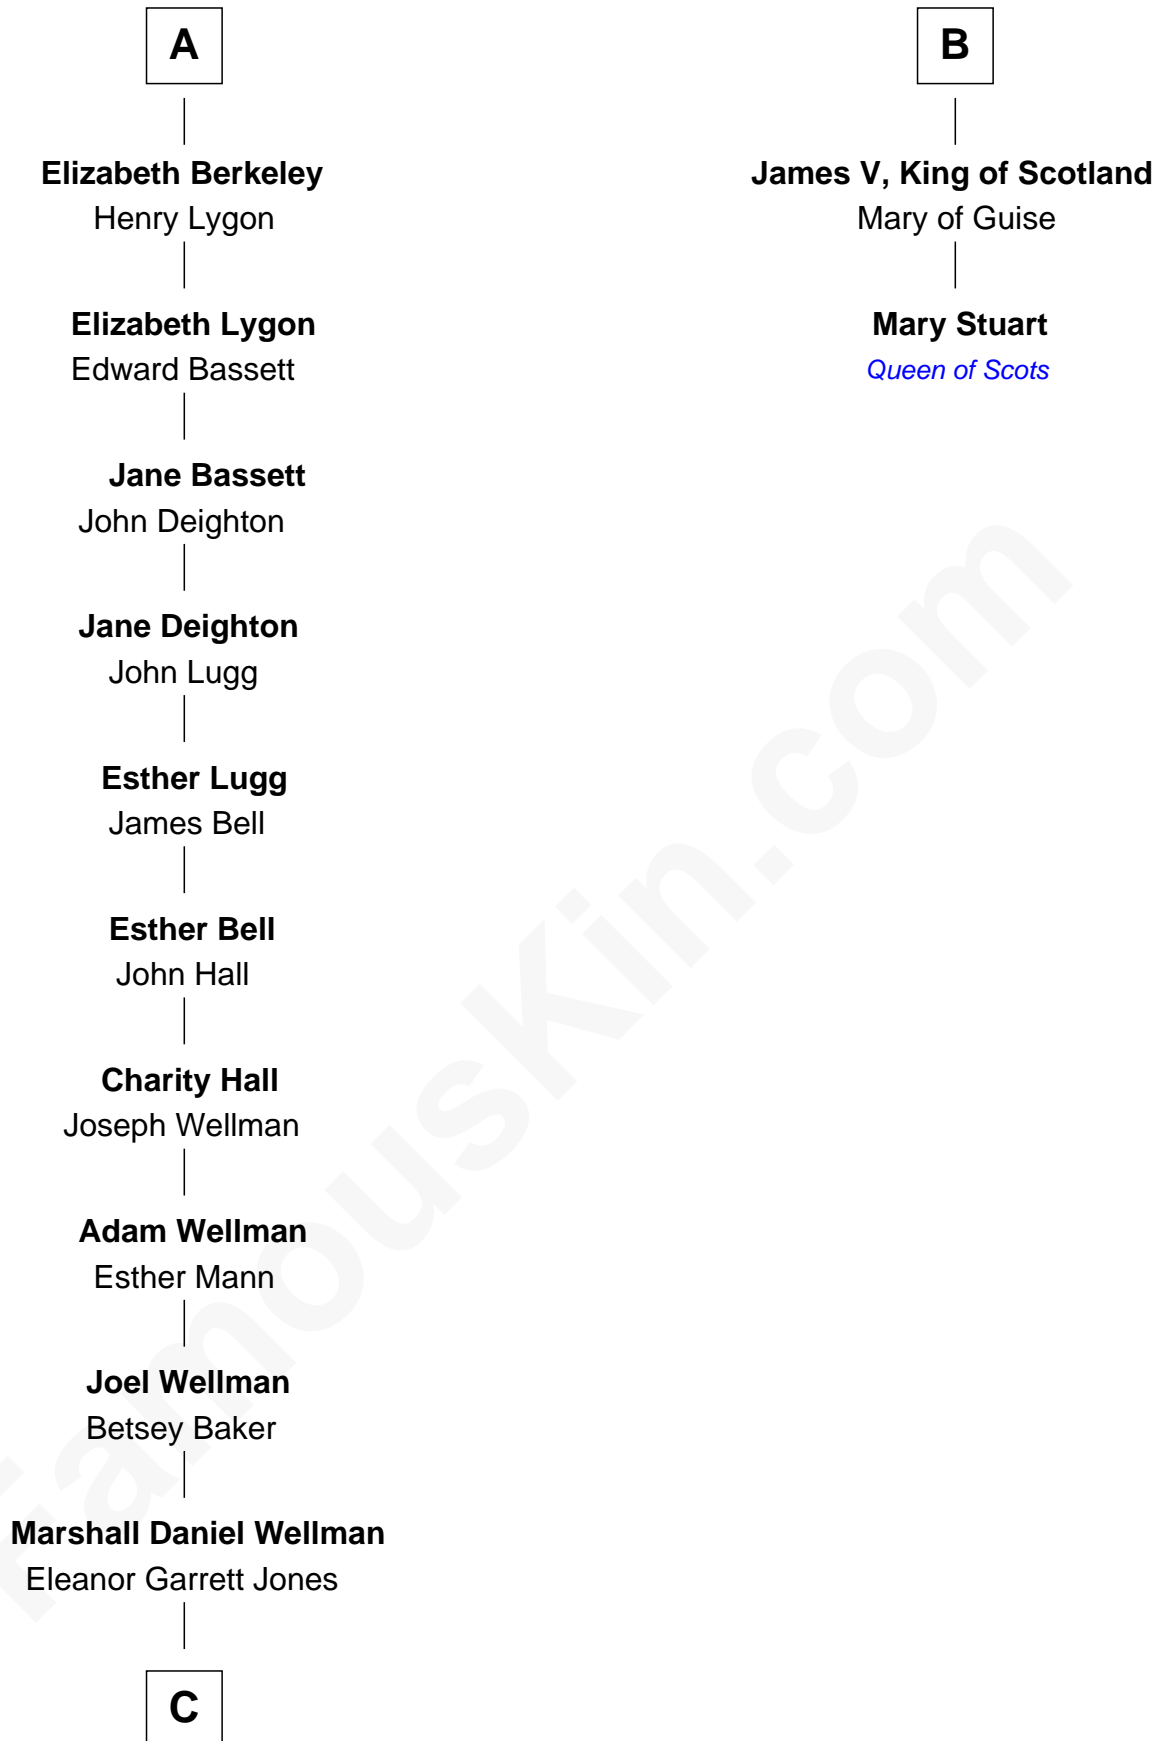 A
Elizabeth Berkeley
Henry Lygon
Elizabeth Lygon
Edward Bassett
Jane Bassett
John Deighton
Jane Deighton
John Lugg
Esther Lugg
James Bell
Esther Bell
John Hall
Charity Hall
Joseph Wellman
Adam Wellman
Esther Mann
Joel Wellman
Betsey Baker
Marshall Daniel Wellman
Eleanor Garrett Jones
C
B
James V, King of Scotland
Mary of Guise
Mary Stuart
Queen of Scots
FamousKin.com